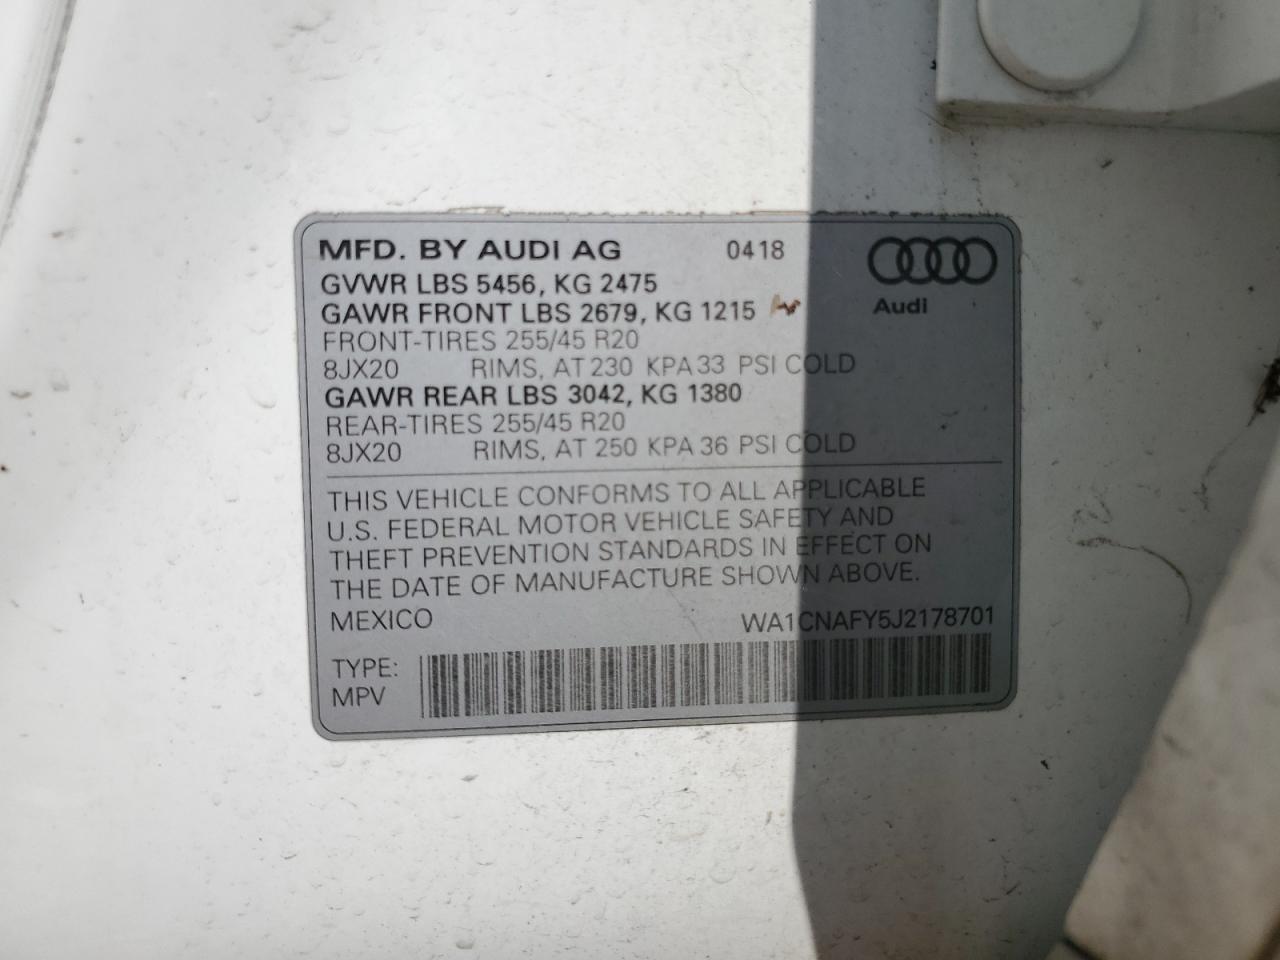 MFD. BY AUDI AG 0418
Audi
GVWR LBS 5456, KG 2475
GAWR FRONT LBS 2679, KG 1215
FRONT-TIRES 255/45 R20
8JX20 RIMS, AT 230 KPA 33 PSI COLD
GAWR REAR LBS 3042, KG 1380
REAR-TIRES 255/45 R20
8JX20 RIMS, AT 250 KPA 36 PSI COLD
THIS VEHICLE CONFORMS TO ALL APPLICABLE
U.S. FEDERAL MOTOR VEHICLE SAFETY AND
THEFT PREVENTION STANDARDS IN EFFECT ON
THE DATE OF MANUFACTURE SHOWN ABOVE.
MEXICO WA1CNAFY5J2178701
TYPE:
MPV